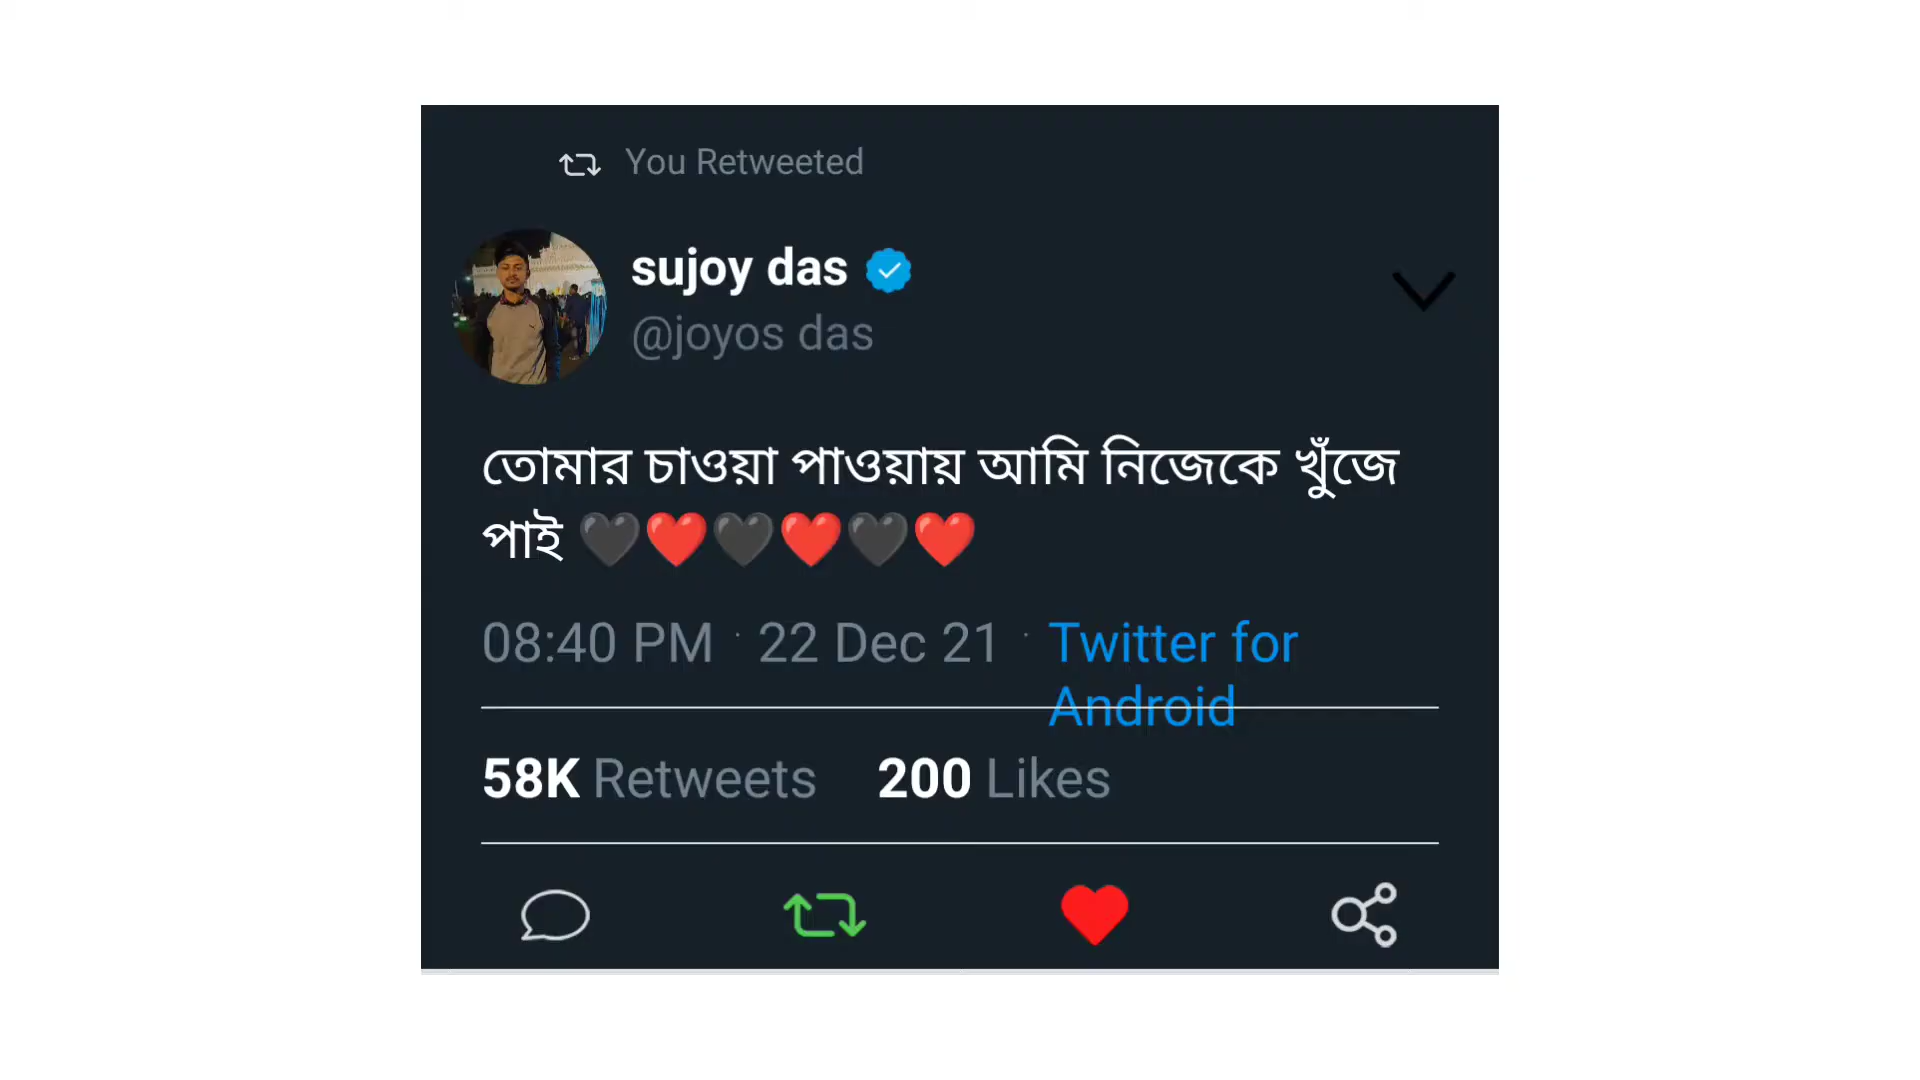 You Retweeted
sujoy das
@joyos das
তোমার চাওয়া পাওয়ায় আমি নিজেকে খুঁজে
পাই 🖤❤️🖤❤️🖤❤️
08:40 PM · 22 Dec 21 · Twitter for
Android
58K Retweets 200 Likes